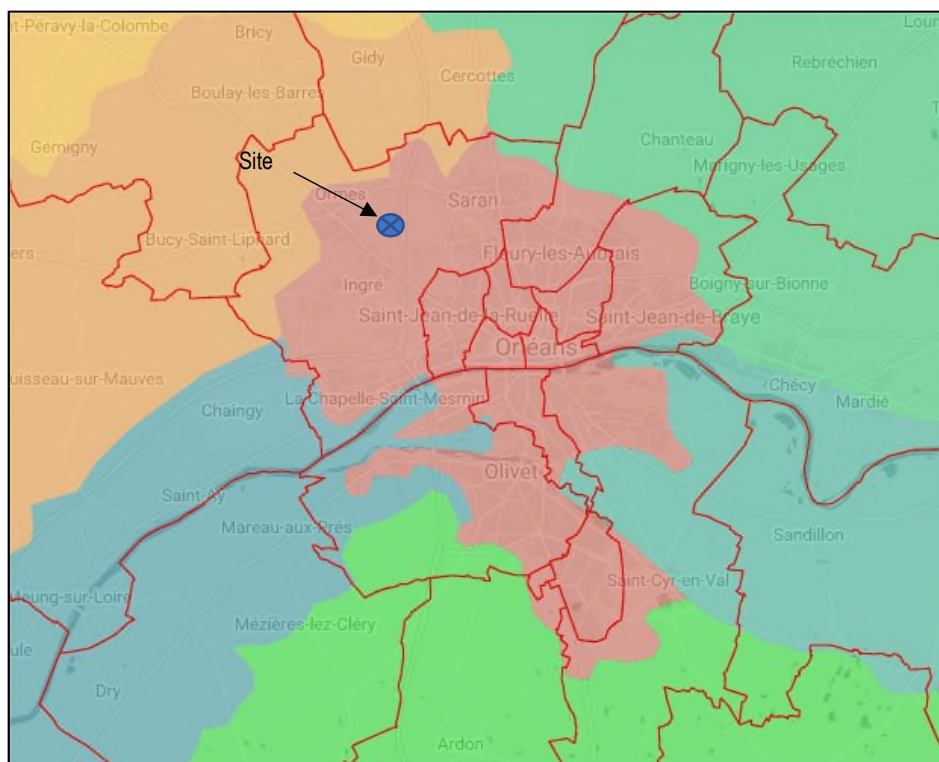 t-Péravy-la-Colombe
Bricy
Lour
Gidy
Rebréchien
Cercottes
Boulay-les-Barres
Chanteau
Gémigny
Site
Marigny-les-Usages
Ormes
Saran
Bucy-Saint-Liphard
ers
Fleury-les-Aubrais
Ingré
Boigny-sur-Bionne
Saint-Jean-de-la-Ruelle
Saint-Jean-de-Braye
Orléans
uisseau-sur-Mauves
Chécy
La Chapelle-Saint-Mesmin
Chaingy
Mardié
Olivet
Saint-Ay
Mareau-aux-Prés
Sandillon
Saint-Cyr-en-Val
Meung-sur-Loire
Mézières-lez-Cléry
ule
Dry
Ardon